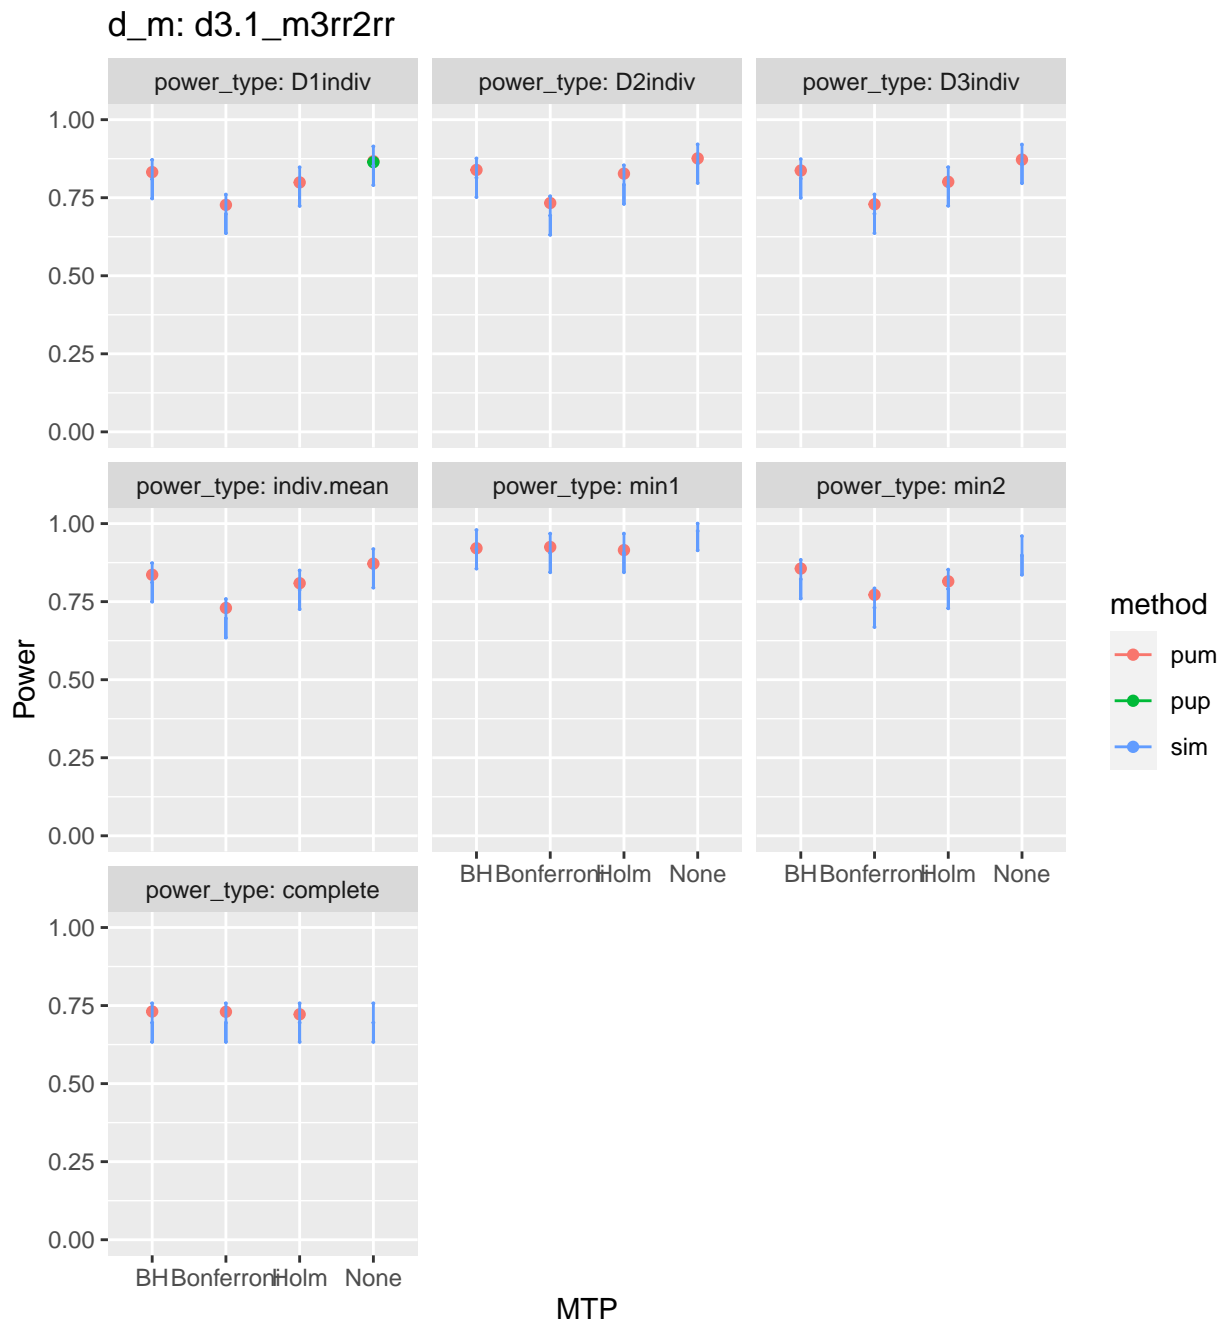 d_m: d3.1_m3rr2rr
power_type: D1indiv
power_type: D2indiv
power_type: D3indiv
1.00
0.75
0.50
0.25
0.00
power_type: indiv.mean
power_type: min1
power_type: min2
1.00
0.75
0.50
0.25
0.00
BH Bonferroni Holm None
BH Bonferroni Holm None
power_type: complete
1.00
0.75
0.50
0.25
0.00
BH Bonferroni Holm None
MTP
Power
method
pum
pup
sim